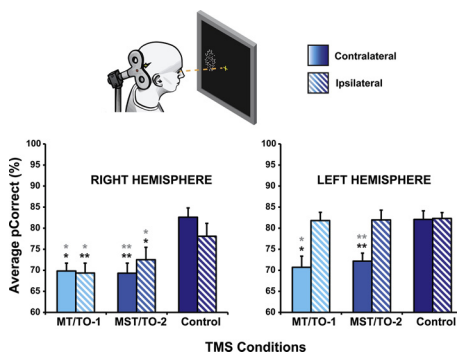 Contralateral
Ipsilateral
RIGHT HEMISPHERE
LEFT HEMISPHERE
Average pCorrect (%)
100
95
90
85
80
75
70
65
60
* * ** *
* ** ** *
MT/TO-1 MST/TO-2 Control
100
95
90
85
80
75
70
65
60
* **
* **
MT/TO-1 MST/TO-2 Control
TMS Conditions